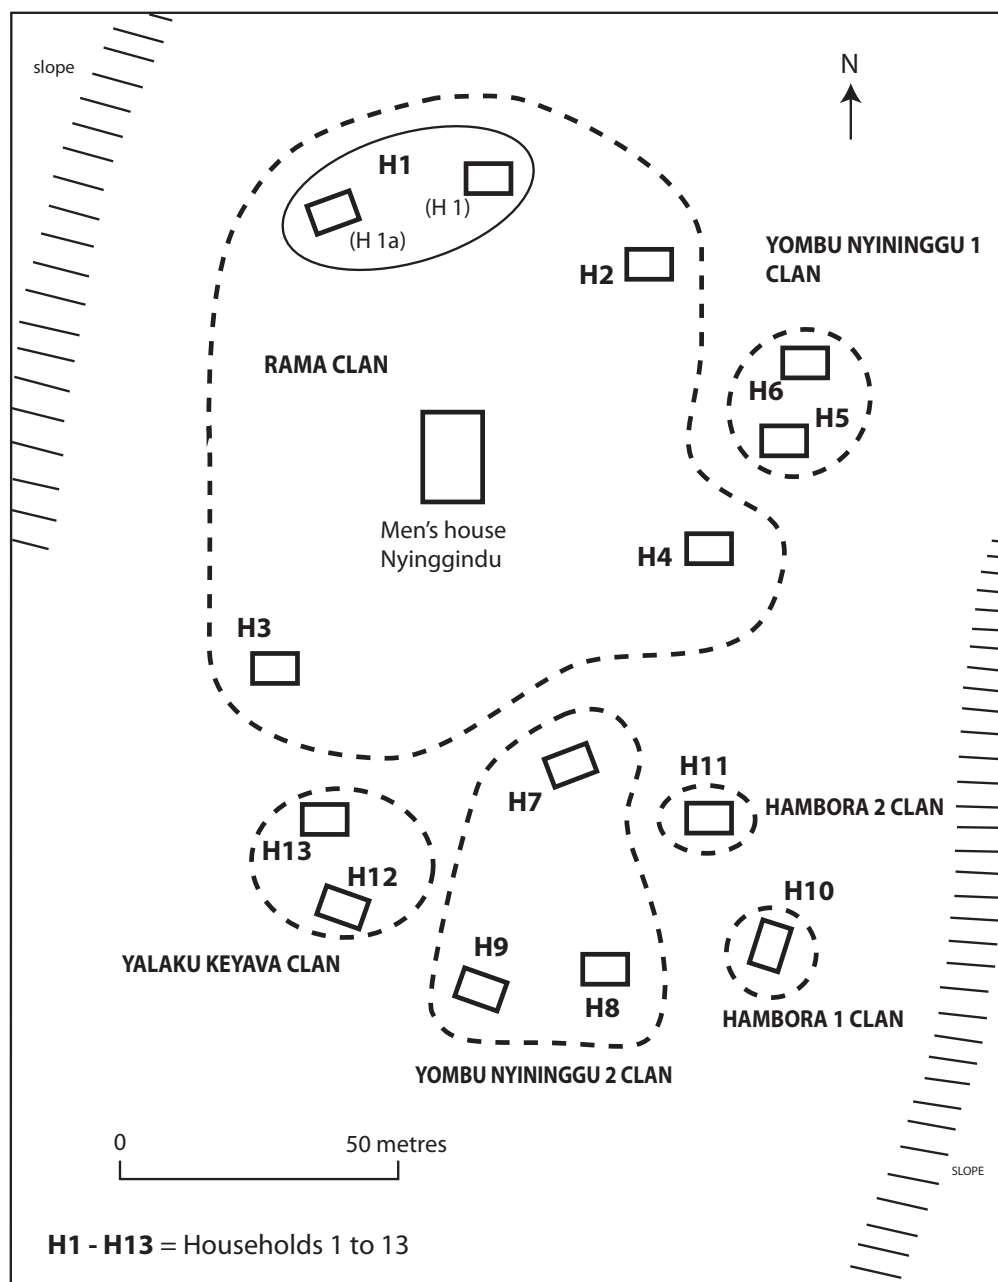 slope
N
H1
(H 1)
(H 1a)
YOMBU NYININGGU 1
CLAN
H2
RAMA CLAN
H6
H5
Men's house
Nyinggindu
H4
H3
H11
H7
HAMBORA 2 CLAN
H13
H12
H10
H9
YALAKU KEYAVA CLAN
H8
HAMBORA 1 CLAN
YOMBU NYININGGU 2 CLAN
0
50 metres
SLOPE
H1 - H13 = Households 1 to 13